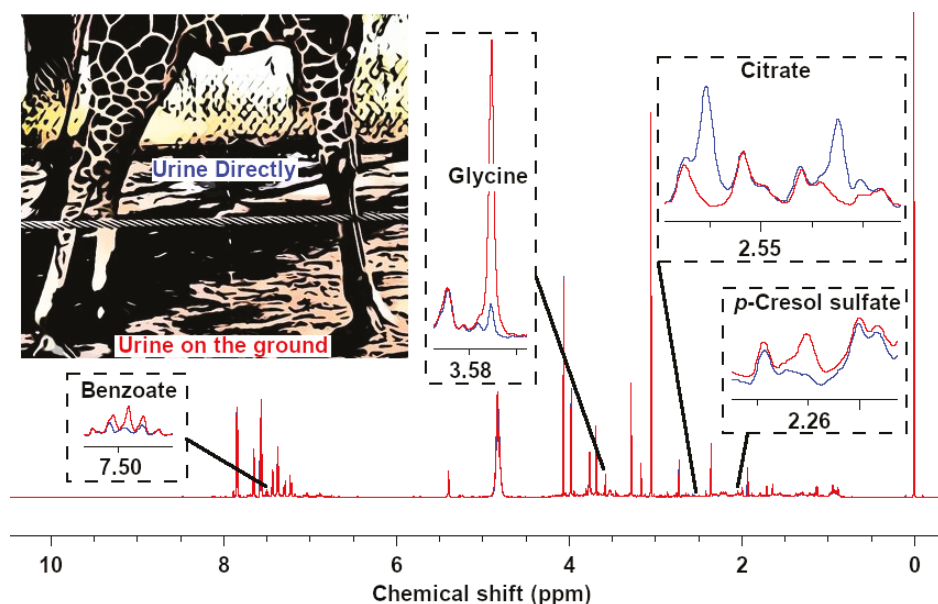 Urine Directly
Urine on the ground
Glycine
3.58
Citrate
2.55
p-Cresol sulfate
2.26
Benzoate
7.50
10 8 6 4 2 0
Chemical shift (ppm)